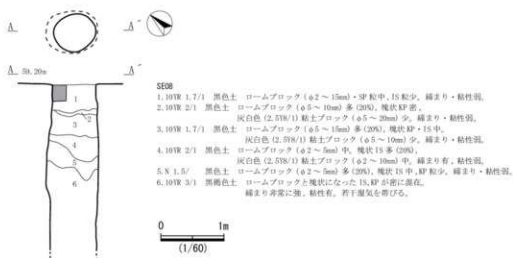 A A´
A 59.20m A´
1
2
3
4
5
6
SE08
1.10YR 1.7/1 黒色土 ロームブロック(φ2～15mm)・SP粒中、IS粒少。締まり・粘性弱。
2.10YR 2/1 黒色土 ロームブロック(φ5～10mm)多(20%)、塊状KP密。
灰白色(2.5Y8/1)粘土ブロック(φ5～20mm)少。締まり・粘性弱。
3.10YR 1.7/1 黒色土 ロームブロック(φ5～15mm)多(20%)、塊状KP・IS中。
灰白色(2.5Y8/1)粘土ブロック(φ5～10mm)少。締まり・粘性弱。
4.10YR 2/1 黒色土 ロームブロック(φ2～5mm)中、塊状IS多(20%)。
灰白色(2.5Y8/1)粘土ブロック(φ2～10mm)中。締まり有、粘性弱。
5.N 1.5/ 黒色土 ロームブロック(φ2～5mm)多(20%)、塊状IS中、KP粒少。締まり・粘性弱。
6.10YR 3/1 黒褐色土 ロームブロックと塊状になったIS、KPが密に混在。
締まり非常に強、粘性有。若干湿気を帯びる。
0 1m
(1/60)